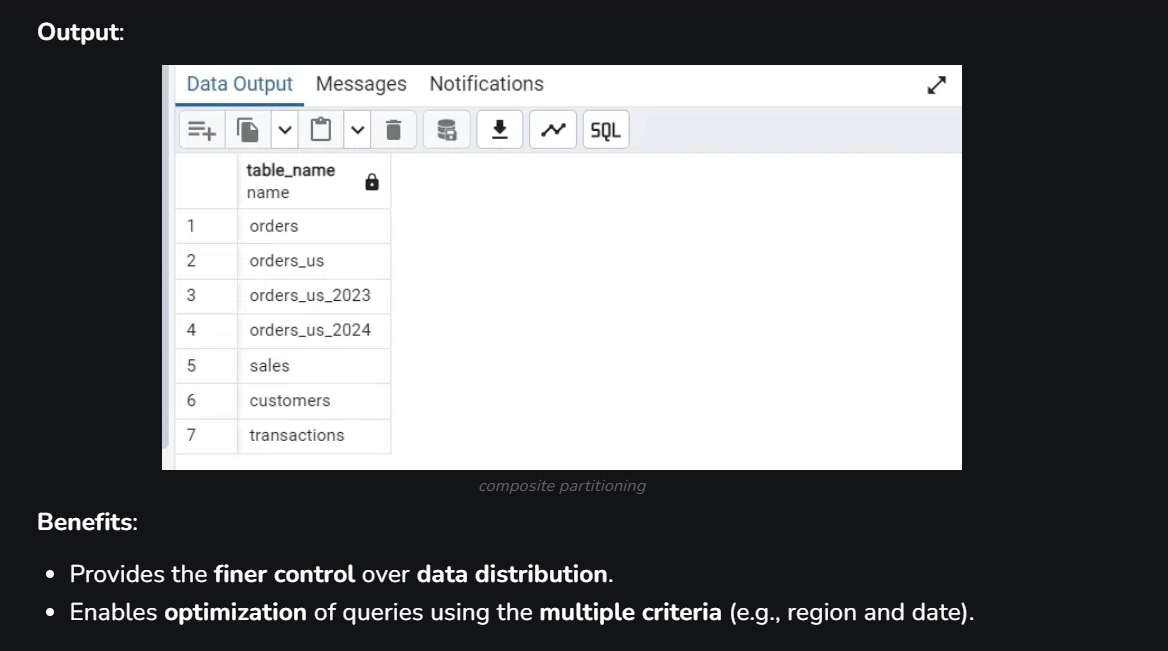 Output:
Data Output Messages Notifications
SQL
table_name
name
1 orders
2 orders_us
3 orders_us_2023
4 orders_us_2024
5 sales
6 customers
7 transactions
composite partitioning
Benefits:
• Provides the finer control over data distribution.
• Enables optimization of queries using the multiple criteria (e.g., region and date).